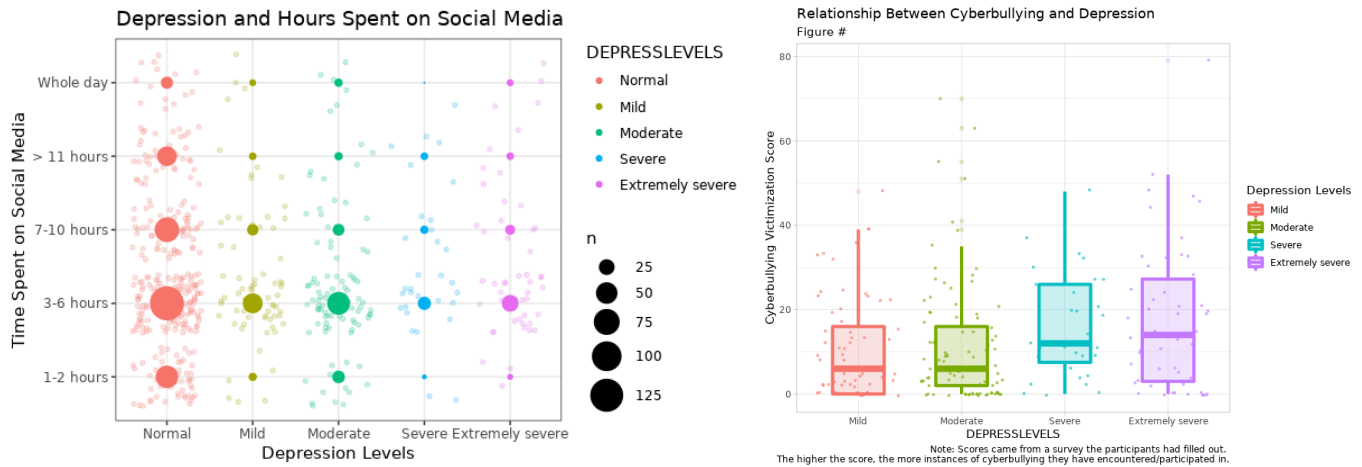 Depression and Hours Spent on Social Media
Time Spent on Social Media
Whole day
> 11 hours
7-10 hours
3-6 hours
1-2 hours
Normal
Mild
Moderate
Severe
Extremely severe
Depression Levels
DEPRESSLEVELS
Normal
Mild
Moderate
Severe
Extremely severe
n
25
50
75
100
125
Relationship Between Cyberbullying and Depression
Figure #
Cyberbullying Victimization Score
80
60
40
20
0
Mild
Moderate
Severe
Extremely severe
DEPRESSLEVELS
Note: Scores came from a survey the participants had filled out.
The higher the score, the more instances of cyberbullying they have encountered/participated in.
Depression Levels
Mild
Moderate
Severe
Extremely severe